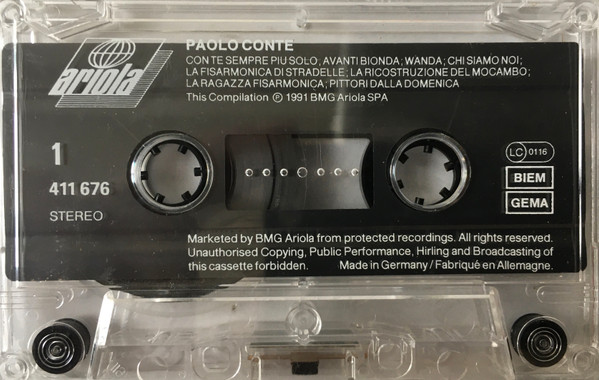 ariola
PAOLO CONTE
CON TE SEMPRE PIU SOLO; AVANTI BIONDA; WANDA; CHI SIAMO NOI;
LA FISARMONICA DI STRADELLE; LA RICOSTRUZIONE DEL MOCAMBO;
LA RAGAZZA FISARMONICA; PITTORI DALLA DOMENICA
This Compilation ℗ 1991 BMG Ariola SPA
1
411 676
STEREO
LC 0116
BIEM
GEMA
Marketed by BMG Ariola from protected recordings. All rights reserved.
Unauthorised Copying, Public Performance, Hirling and Broadcasting of
this cassette forbidden. Made in Germany / Fabriquè en Allemagne.